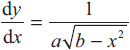 dy/dx = 1/(a√(b − x²))